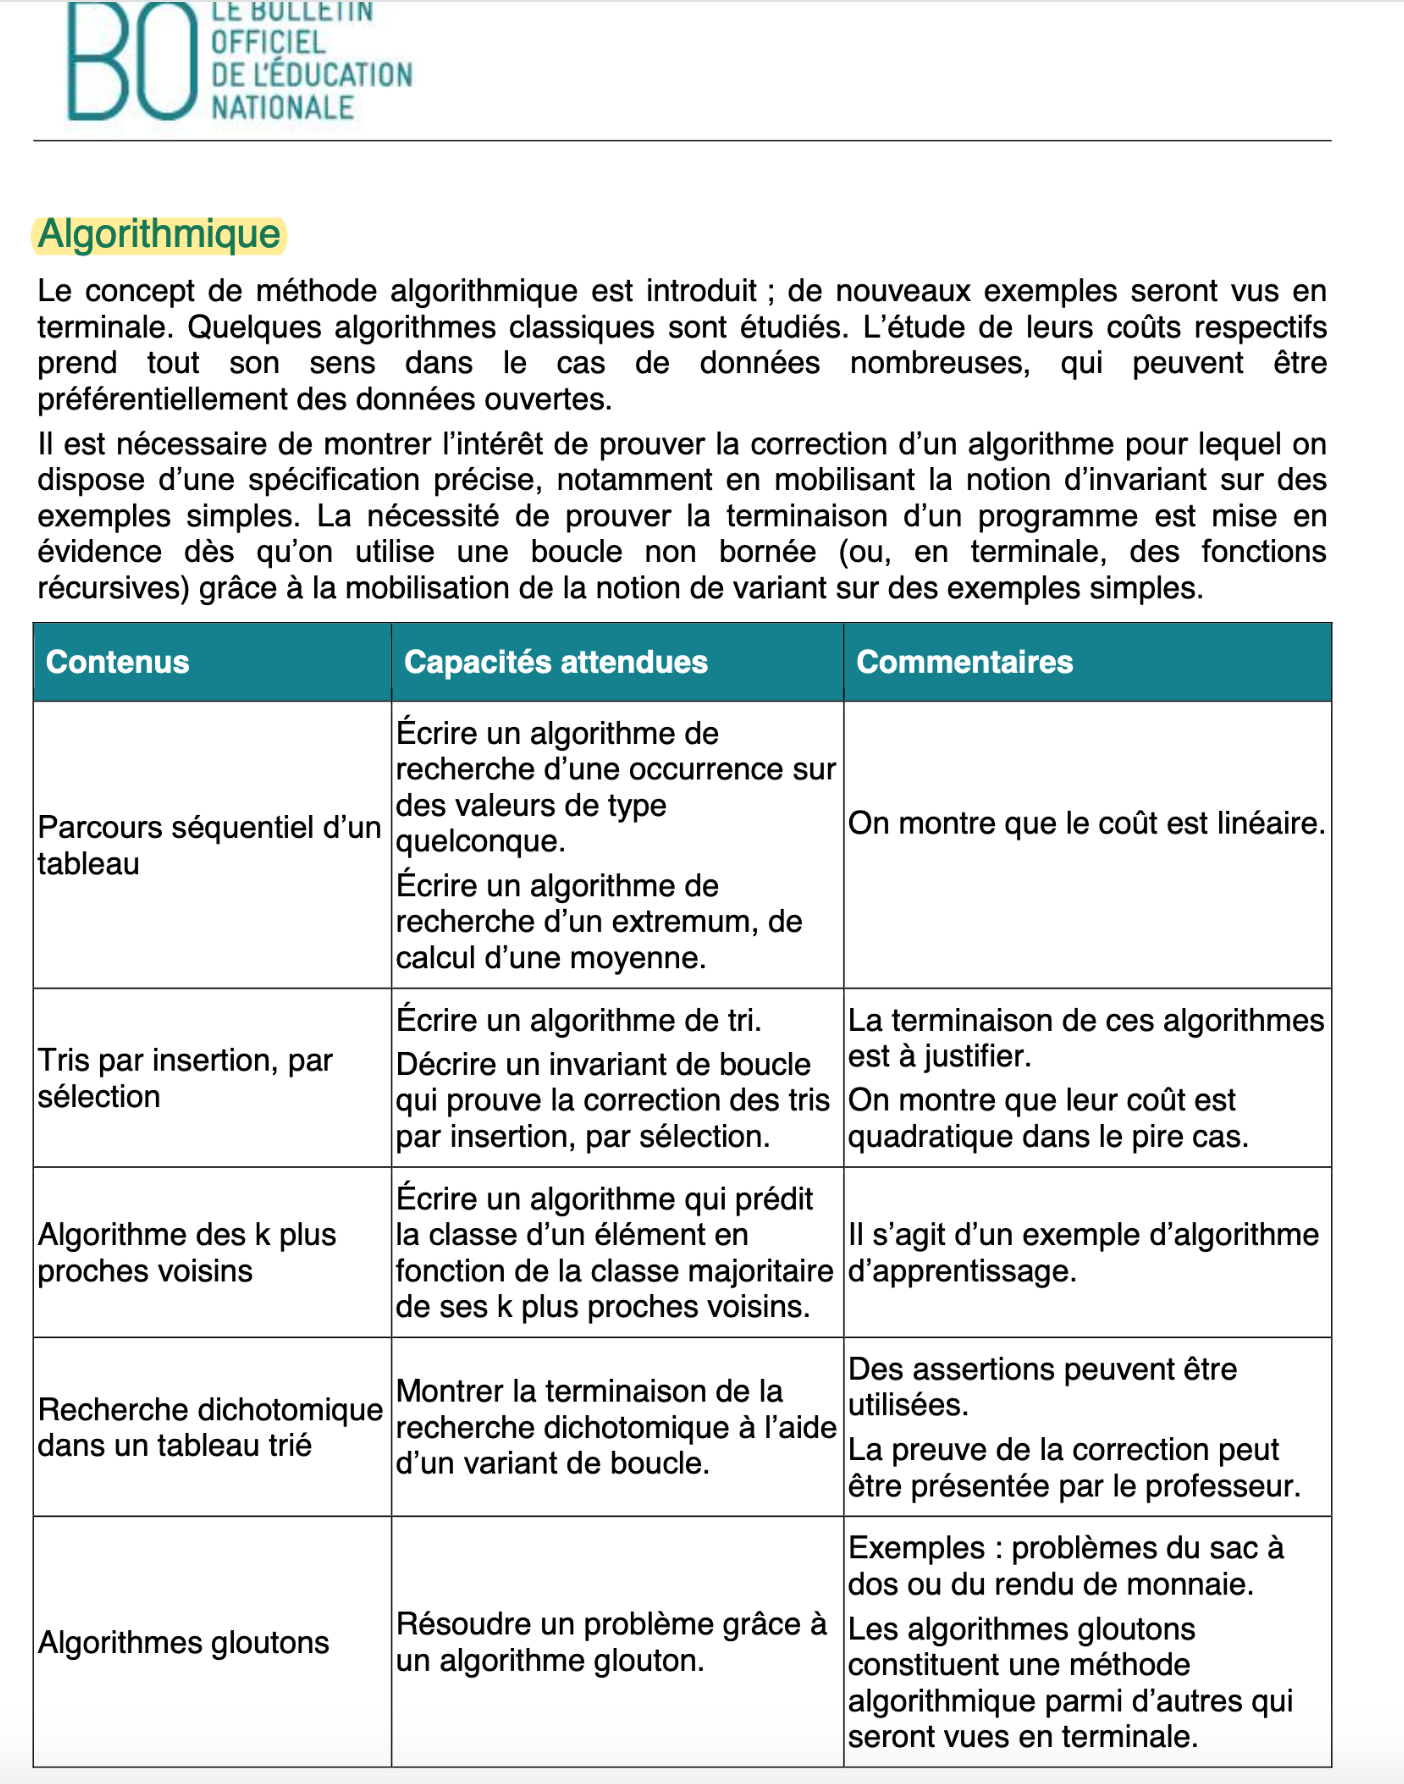 LE BULLETIN
OFFICIEL
DE L'ÉDUCATION
NATIONALE
BO
Algorithmique
Le concept de méthode algorithmique est introduit ; de nouveaux exemples seront vus en
terminale. Quelques algorithmes classiques sont étudiés. L'étude de leurs coûts respectifs
prend tout son sens dans le cas de données nombreuses, qui peuvent être
préférentiellement des données ouvertes.
Il est nécessaire de montrer l'intérêt de prouver la correction d'un algorithme pour lequel on
dispose d'une spécification précise, notamment en mobilisant la notion d'invariant sur des
exemples simples. La nécessité de prouver la terminaison d'un programme est mise en
évidence dès qu'on utilise une boucle non bornée (ou, en terminale, des fonctions
récursives) grâce à la mobilisation de la notion de variant sur des exemples simples.
Contenus
Capacités attendues
Commentaires
Parcours séquentiel d'un
tableau
Écrire un algorithme de
recherche d'une occurrence sur
des valeurs de type
quelconque.
Écrire un algorithme de
recherche d'un extremum, de
calcul d'une moyenne.
On montre que le coût est linéaire.
Tris par insertion, par
sélection
Écrire un algorithme de tri.
Décrire un invariant de boucle
qui prouve la correction des tris
par insertion, par sélection.
La terminaison de ces algorithmes
est à justifier.
On montre que leur coût est
quadratique dans le pire cas.
Algorithme des k plus
proches voisins
Écrire un algorithme qui prédit
la classe d'un élément en
fonction de la classe majoritaire
de ses k plus proches voisins.
Il s'agit d'un exemple d'algorithme
d'apprentissage.
Recherche dichotomique
dans un tableau trié
Montrer la terminaison de la
recherche dichotomique à l'aide
d'un variant de boucle.
Des assertions peuvent être
utilisées.
La preuve de la correction peut
être présentée par le professeur.
Algorithmes gloutons
Résoudre un problème grâce à
un algorithme glouton.
Exemples : problèmes du sac à
dos ou du rendu de monnaie.
Les algorithmes gloutons
constituent une méthode
algorithmique parmi d'autres qui
seront vues en terminale.